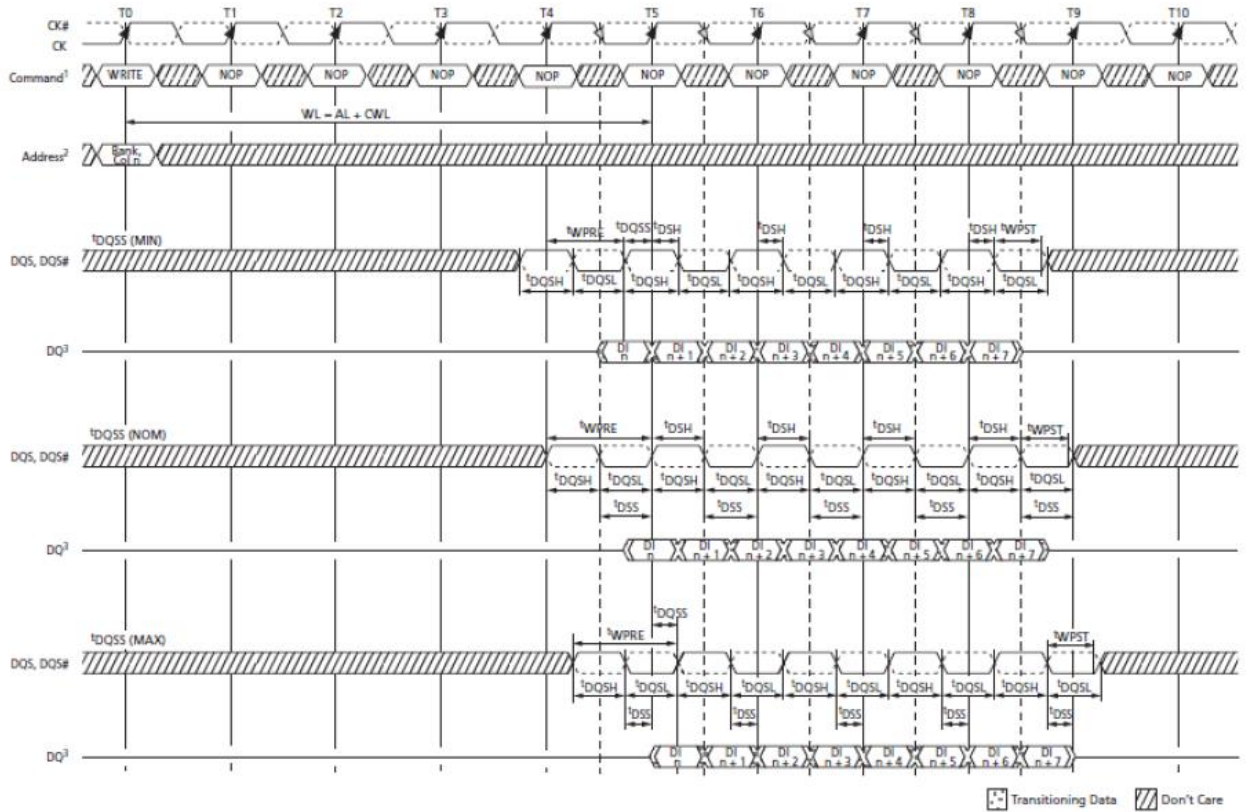 T0 T1 T2 T3 T4 T5 T6 T7 T8 T9 T10
CK#
CK
Command1 WRITE NOP NOP NOP NOP NOP NOP NOP NOP NOP NOP
WL = AL + CWL
Address2 Bank, Col n
tDQSS (MIN) tWPRE tDQSS tDSH tDSH tDSH tDSH tWPST
DQS, DQS#
tDQSH tDQSL tDQSH tDQSL tDQSH tDQSL tDQSH tDQSL tDQSH tDQSL
DQ3 DI n DI n + 1 DI n + 2 DI n + 3 DI n + 4 DI n + 5 DI n + 6 DI n + 7
tDQSS (NOM) tWPRE tDSH tDSH tDSH tDSH tWPST
DQS, DQS#
tDQSH tDQSL tDQSH tDQSL tDQSH tDQSL tDQSH tDQSL tDQSH tDQSL
tDSS tDSS tDSS tDSS tDSS
DQ3 DI n DI n + 1 DI n + 2 DI n + 3 DI n + 4 DI n + 5 DI n + 6 DI n + 7
tDQSS
tDQSS (MAX) tWPRE tWPST
DQS, DQS#
tDQSH tDQSL tDQSH tDQSL tDQSH tDQSL tDQSH tDQSL tDQSH tDQSL
tDSS tDSS tDSS tDSS tDSS
DQ3 DI n DI n + 1 DI n + 2 DI n + 3 DI n + 4 DI n + 5 DI n + 6 DI n + 7
Transitioning Data Don't Care